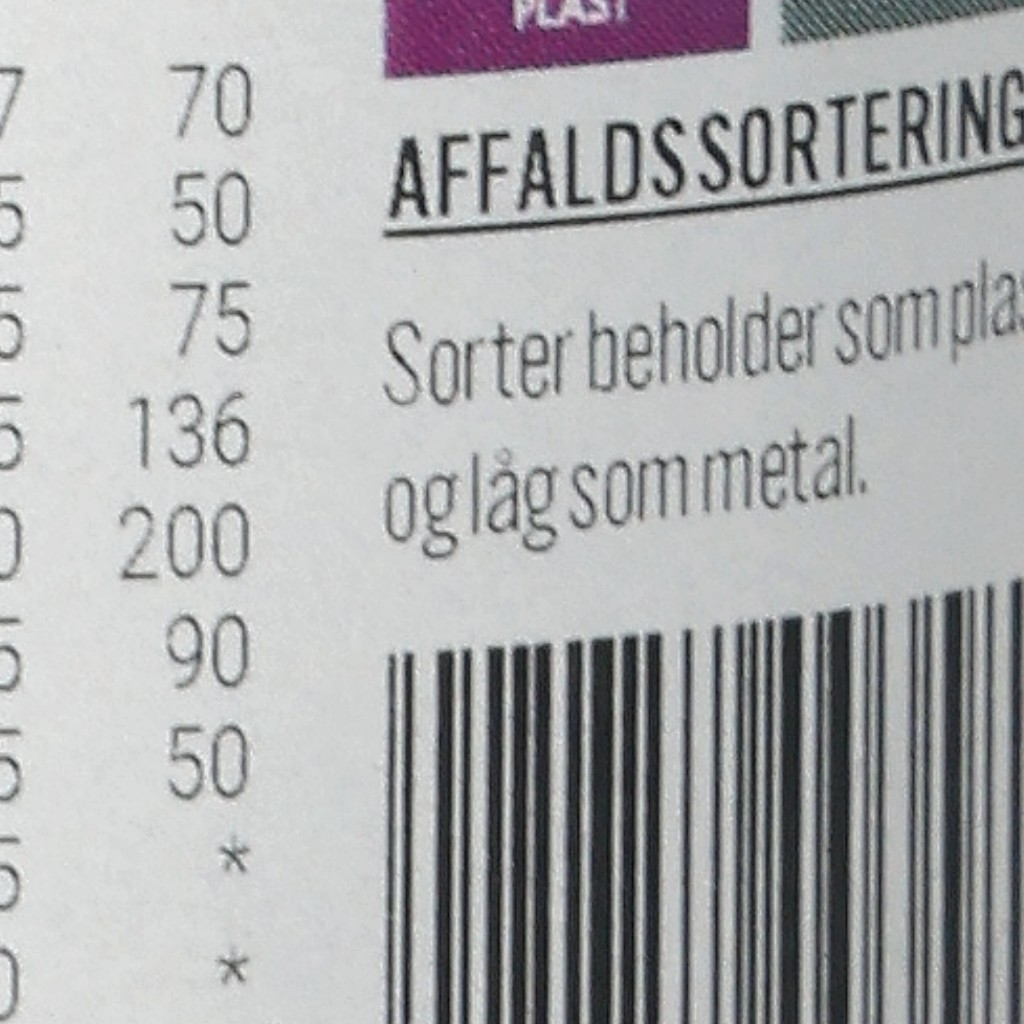 PLAST
70
50
75
136
200
90
50
*
*
AFFALDSSORTERING
Sorter beholder som
og låg som metal.